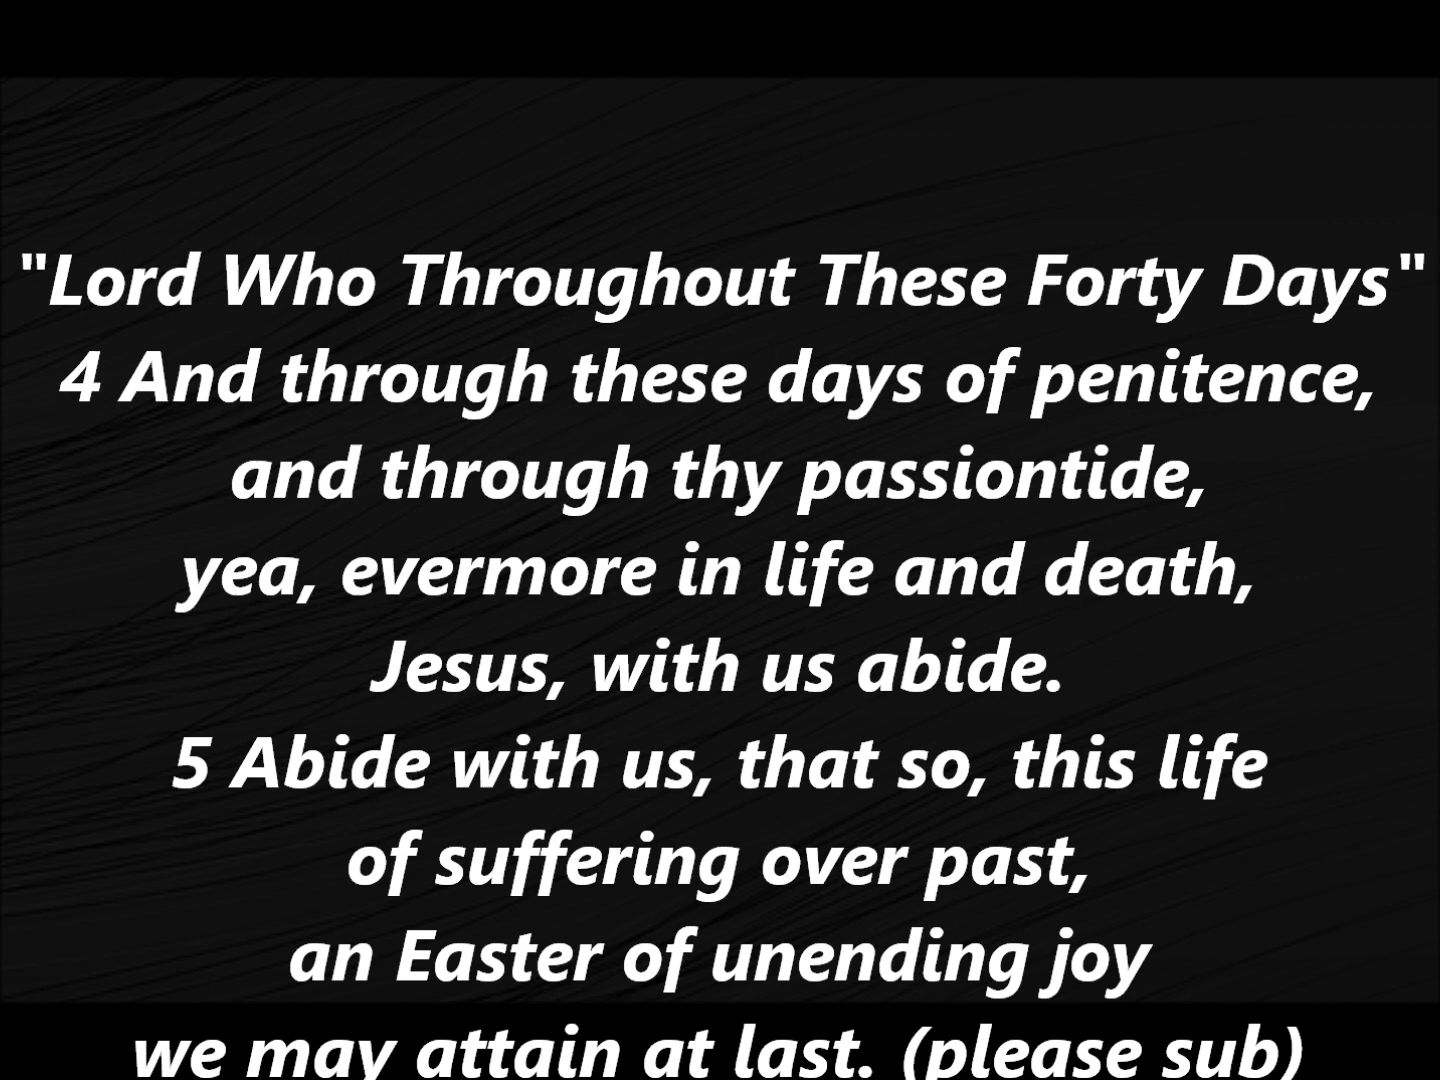 "Lord Who Throughout These Forty Days"
4 And through these days of penitence,
and through thy passiontide,
yea, evermore in life and death,
Jesus, with us abide.
5 Abide with us, that so, this life
of suffering over past,
an Easter of unending joy
we may attain at last. (please sub)